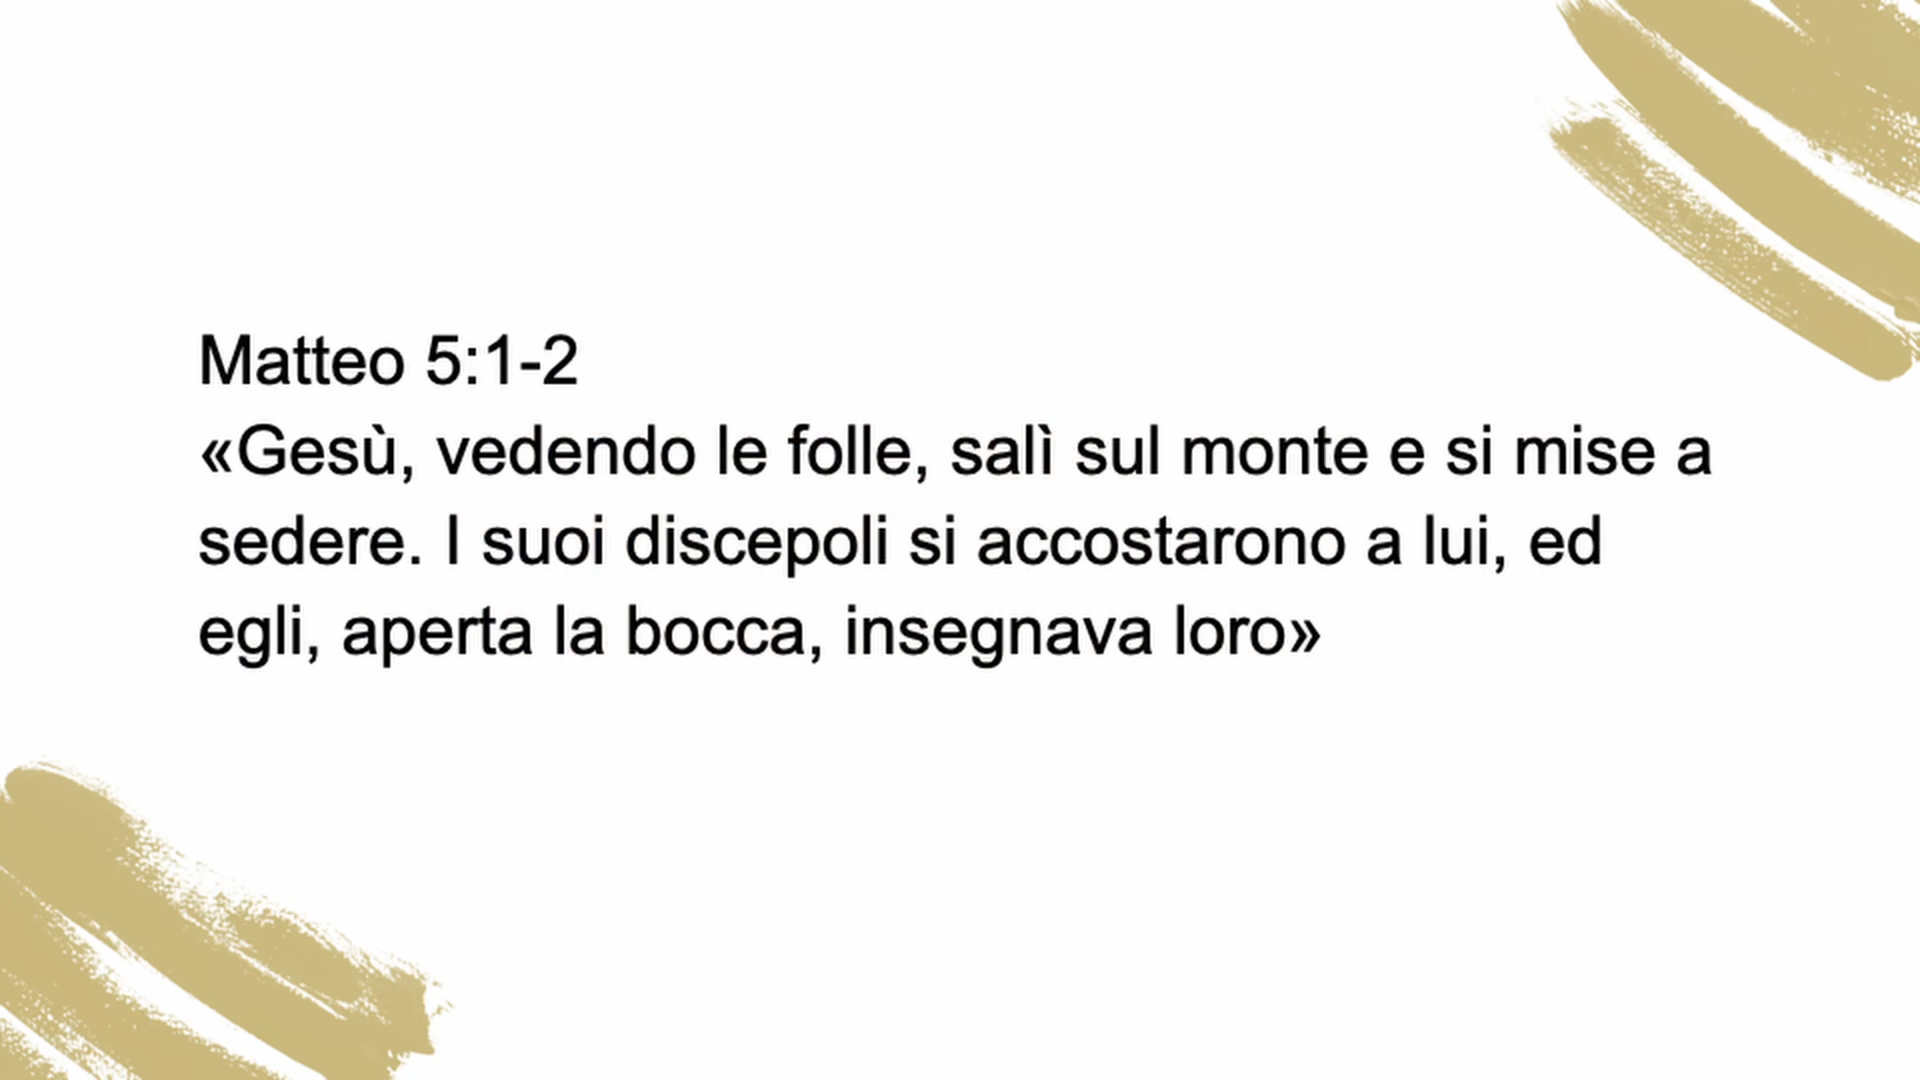 Matteo 5:1-2
«Gesù, vedendo le folle, salì sul monte e si mise a
sedere. I suoi discepoli si accostarono a lui, ed
egli, aperta la bocca, insegnava loro»